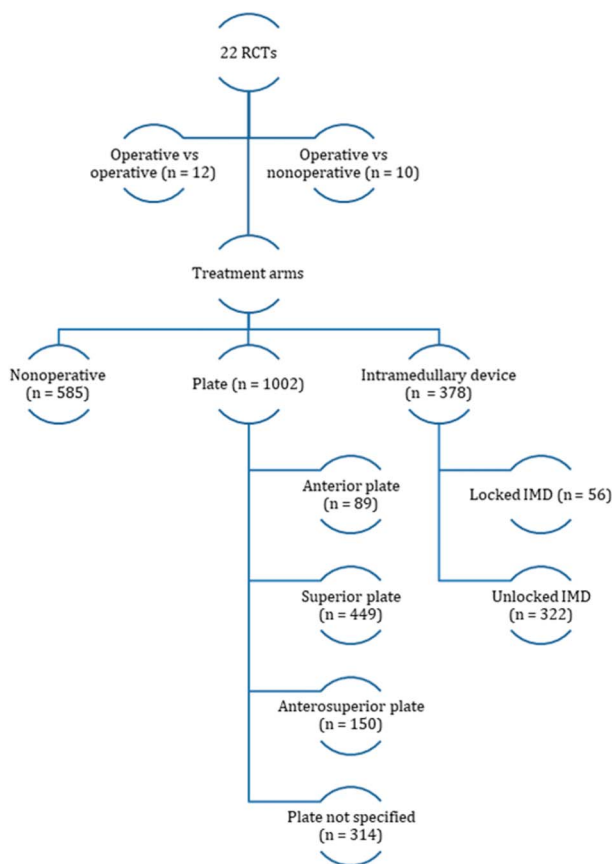 22 RCTs
Operative vs
operative (n = 12)
Operative vs
nonoperative (n = 10)
Treatment arms
Nonoperative
(n = 585)
Plate (n = 1002)
Intramedullary device
(n = 378)
Anterior plate
(n = 89)
Locked IMD (n = 56)
Superior plate
(n = 449)
Unlocked IMD
(n = 322)
Anterosuperior plate
(n = 150)
Plate not specified
(n = 314)